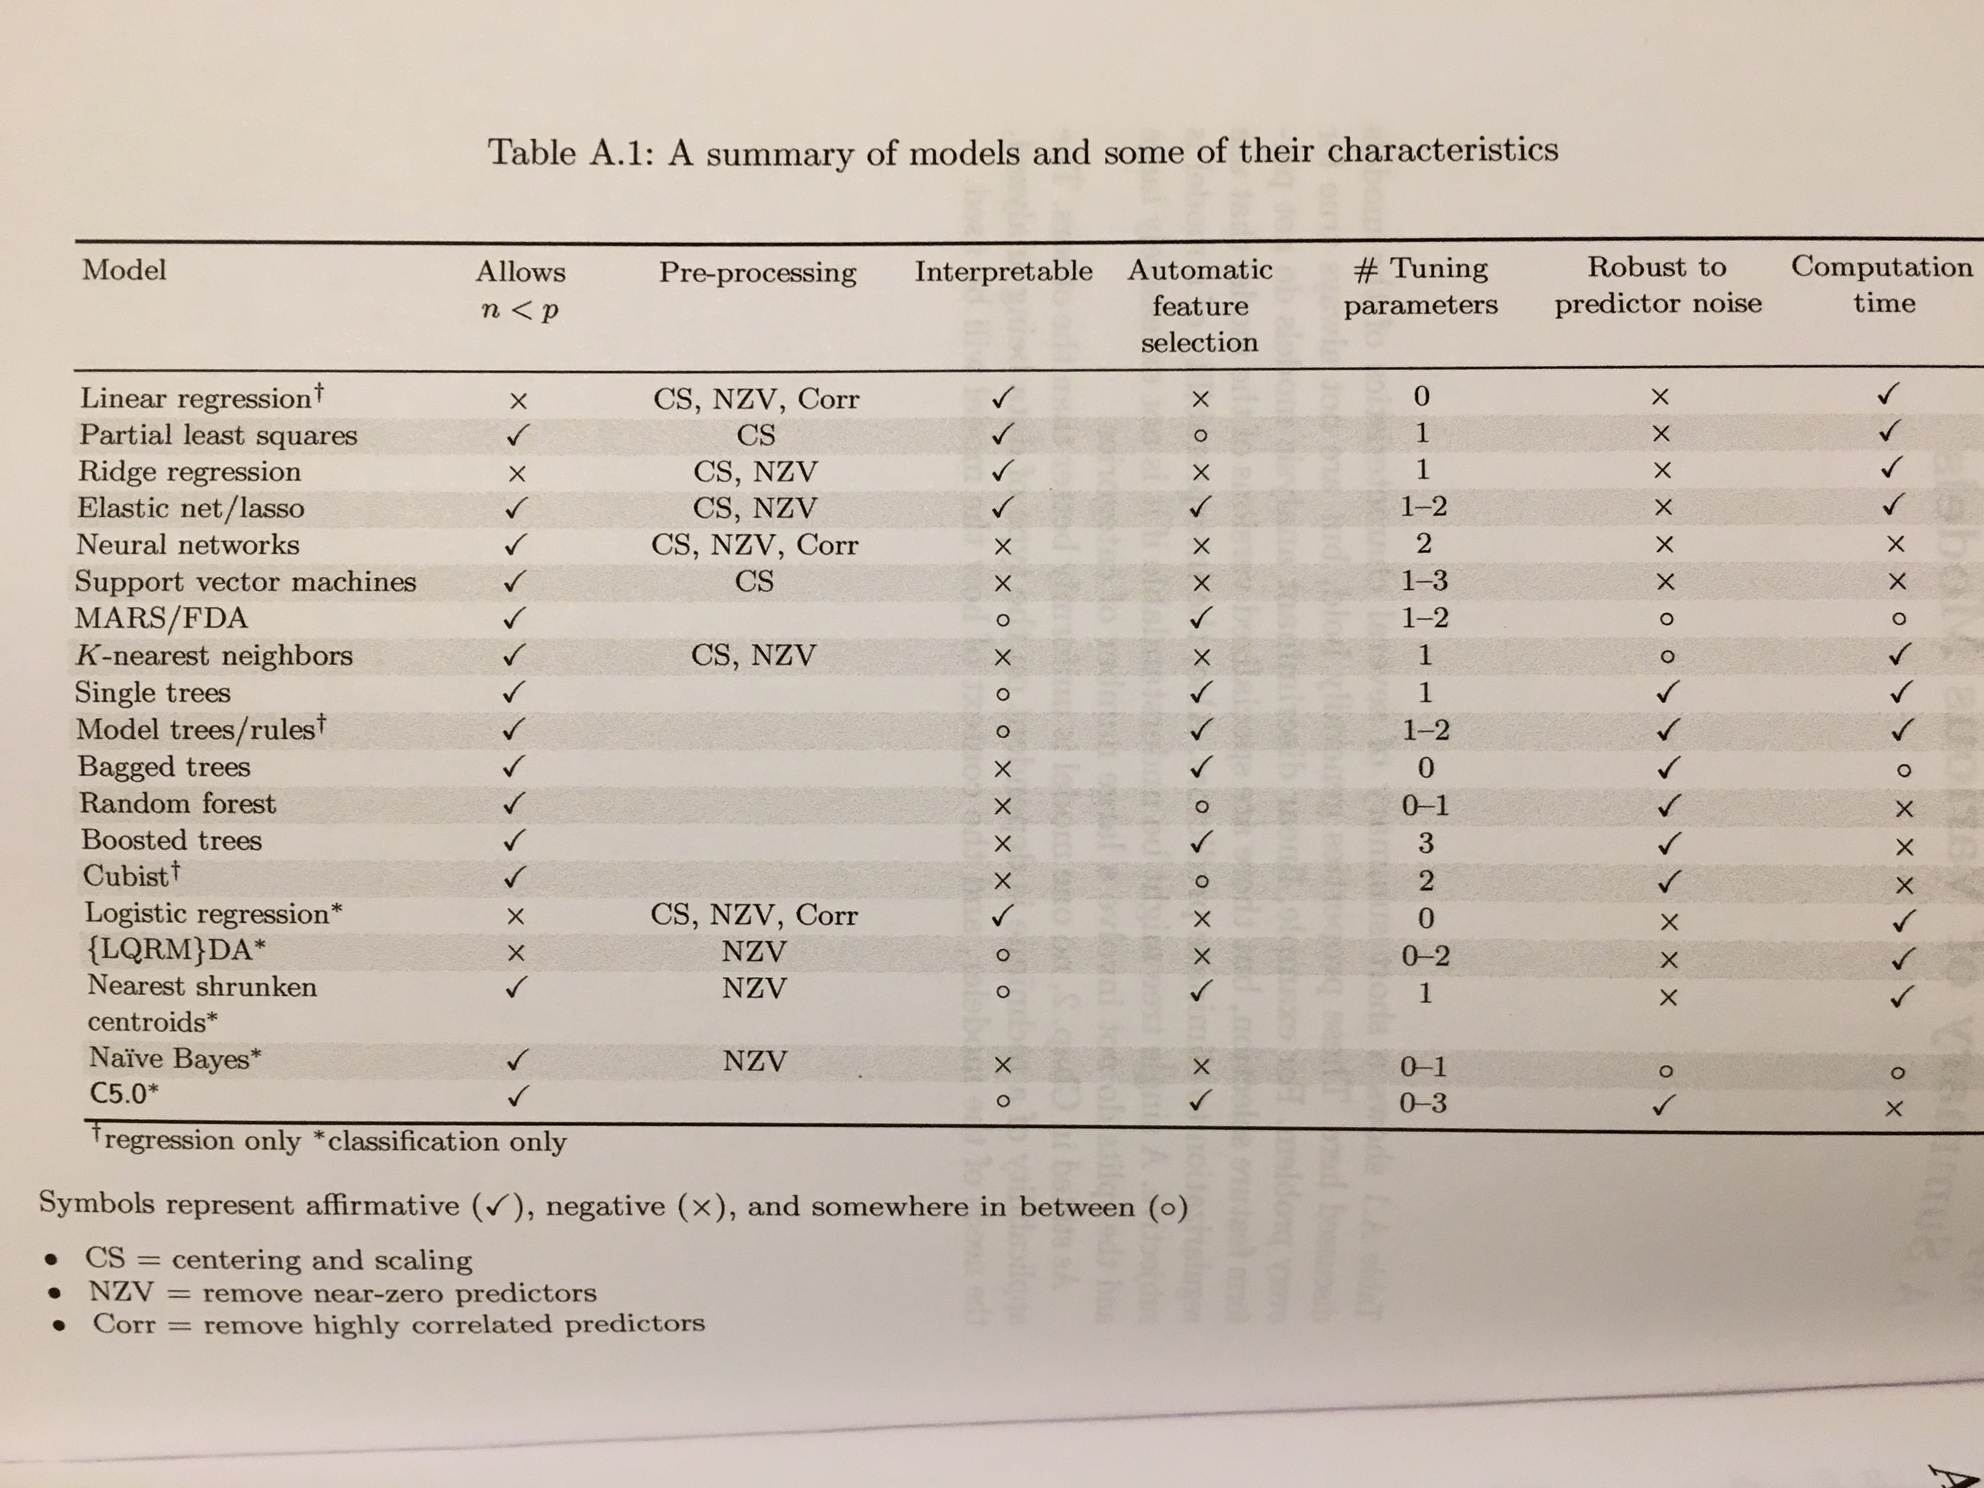 Table A.1: A summary of models and some of their characteristics
Model Allows Pre-processing Interpretable Automatic # Tuning Robust to Computation
n < p feature parameters predictor noise time
selection
Linear regression† × CS, NZV, Corr ✓ × 0 × ✓
Partial least squares ✓ CS ✓ ○ 1 × ✓
Ridge regression × CS, NZV ✓ × 1 × ✓
Elastic net/lasso ✓ CS, NZV ✓ ✓ 1–2 × ✓
Neural networks ✓ CS, NZV, Corr × × 2 × ×
Support vector machines ✓ CS × × 1–3 × ×
MARS/FDA ✓ ○ ✓ 1–2 ○ ○
K-nearest neighbors ✓ CS, NZV × × 1 ○ ✓
Single trees ✓ ○ ✓ 1 ✓ ✓
Model trees/rules† ✓ ○ ✓ 1–2 ✓ ✓
Bagged trees ✓ × ✓ 0 ✓ ○
Random forest ✓ × ○ 0–1 ✓ ×
Boosted trees ✓ × ✓ 3 ✓ ×
Cubist† ✓ × ○ 2 ✓ ×
Logistic regression* × CS, NZV, Corr ✓ × 0 × ✓
{LQRM}DA* × NZV ○ × 0–2 × ✓
Nearest shrunken ✓ NZV ○ ✓ 1 × ✓
centroids*
Naïve Bayes* ✓ NZV × × 0–1 ○ ○
C5.0* ✓ ○ ✓ 0–3 ✓ ×
†regression only *classification only
Symbols represent affirmative (✓), negative (×), and somewhere in between (○)
• CS = centering and scaling
• NZV = remove near-zero predictors
• Corr = remove highly correlated predictors